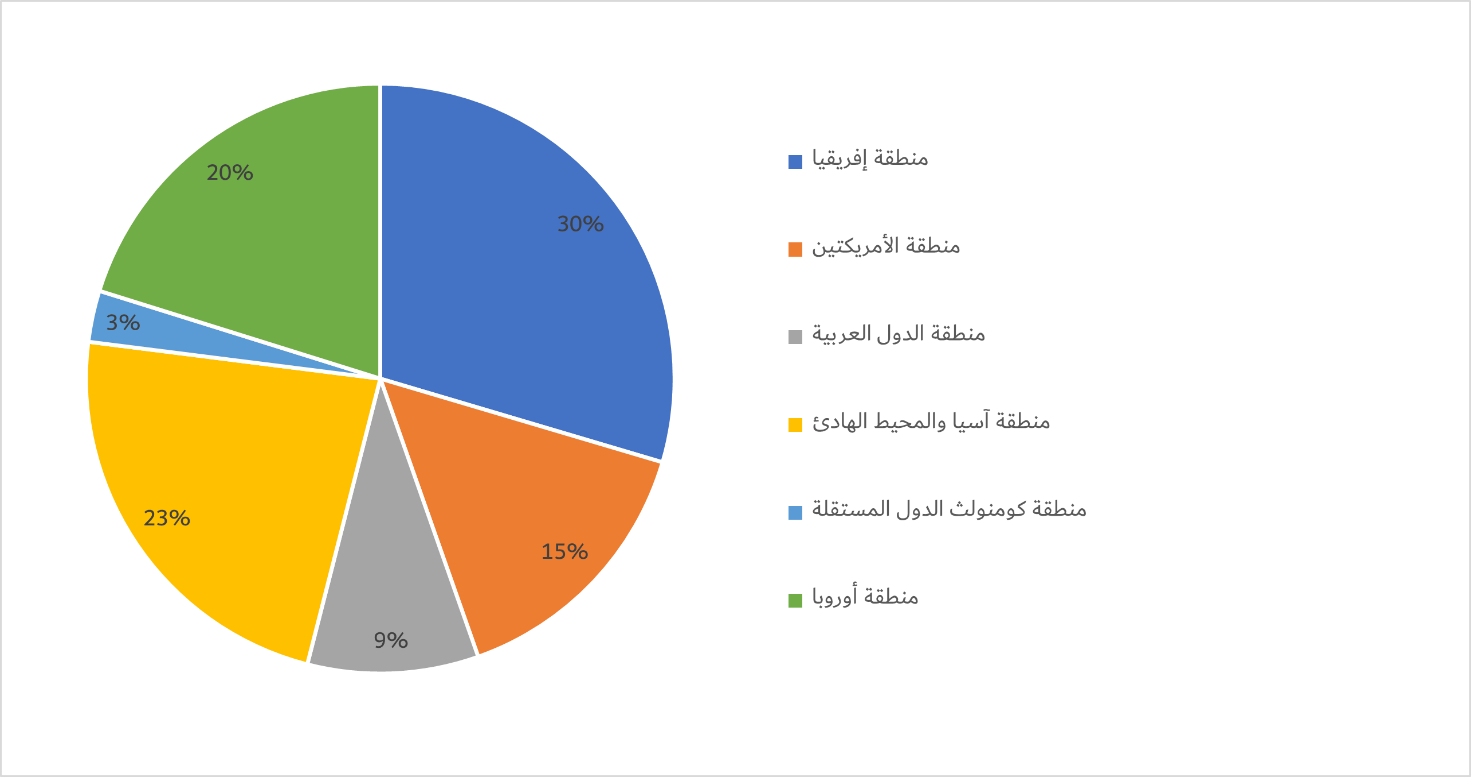 30%
15%
9%
23%
3%
20%
منطقة إفريقيا
منطقة الأمريكتين
منطقة الدول العربية
منطقة آسيا والمحيط الهادئ
منطقة كومنولث الدول المستقلة
منطقة أوروبا